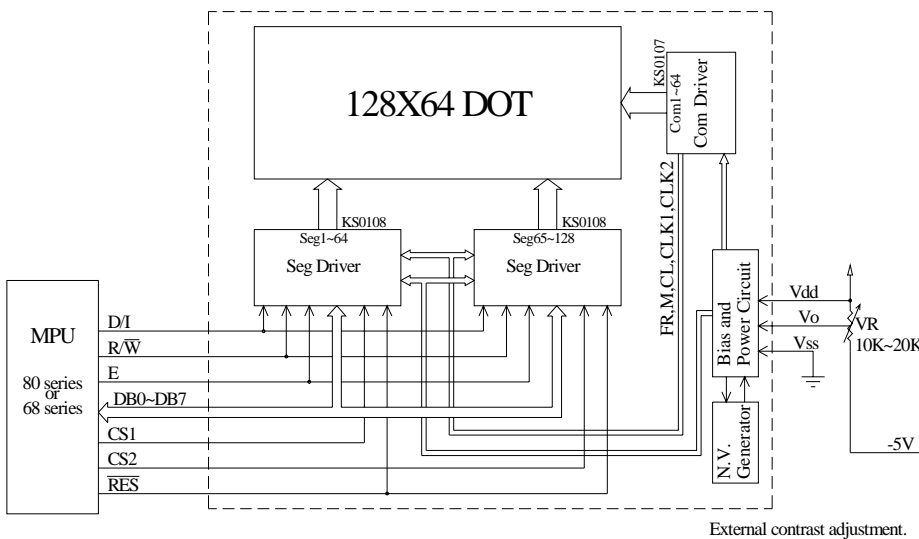 128X64 DOT
KS0107
Com1~64
Com Driver
FR,M,CL,CLK1,CLK2
KS0108
Seg1~64
Seg Driver
KS0108
Seg65~128
Seg Driver
MPU
80 series
or
68 series
D/I
R/W̅
E
DB0~DB7
CS1
CS2
R̅E̅S̅
Bias and
Power Circuit
N.V.
Generator
Vdd
Vo
Vss
VR
10K~20K
-5V
External contrast adjustment.